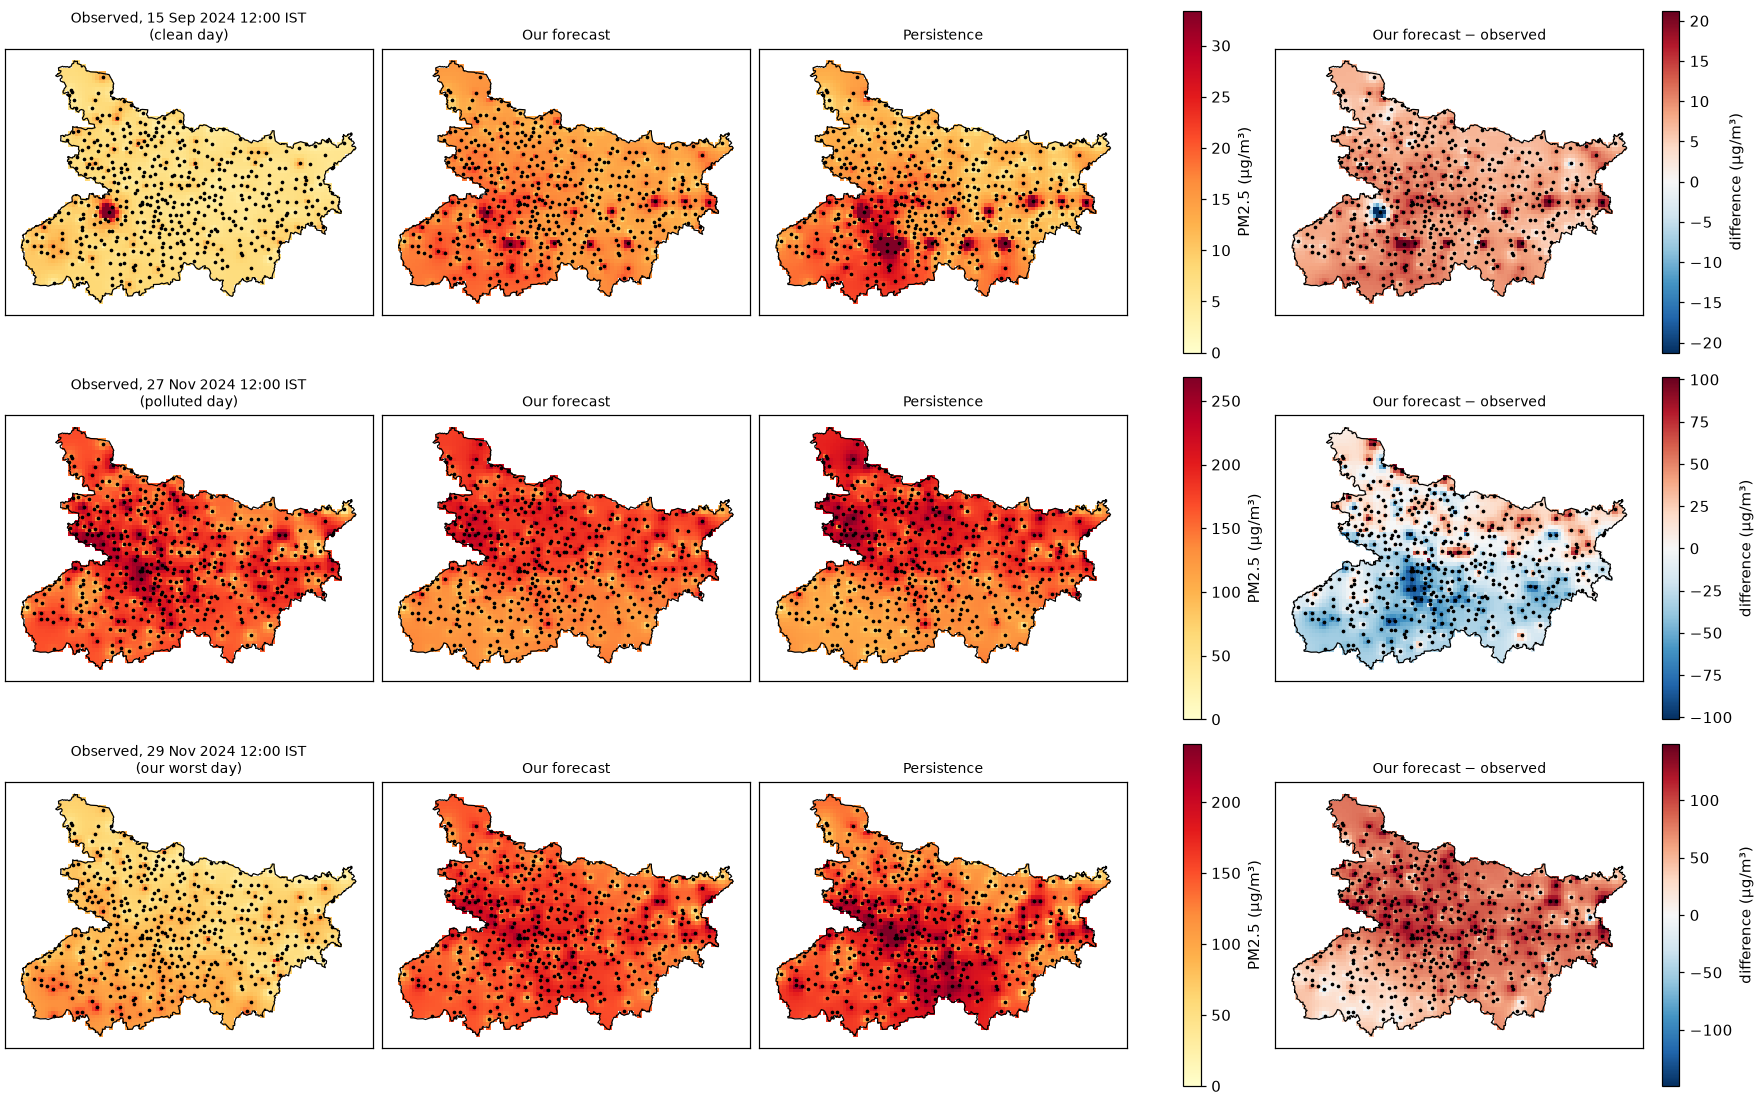 Observed, 15 Sep 2024 12:00 IST
(clean day)
Our forecast
Persistence
30
25
20
15
10
5
0
PM2.5 (µg/m³)
Our forecast − observed
20
15
10
5
0
−5
−10
−15
−20
difference (µg/m³)
Observed, 27 Nov 2024 12:00 IST
(polluted day)
Our forecast
Persistence
250
200
150
100
50
0
PM2.5 (µg/m³)
Our forecast − observed
100
75
50
25
0
−25
−50
−75
−100
difference (µg/m³)
Observed, 29 Nov 2024 12:00 IST
(our worst day)
Our forecast
Persistence
200
150
100
50
0
PM2.5 (µg/m³)
Our forecast − observed
100
50
0
−50
−100
difference (µg/m³)